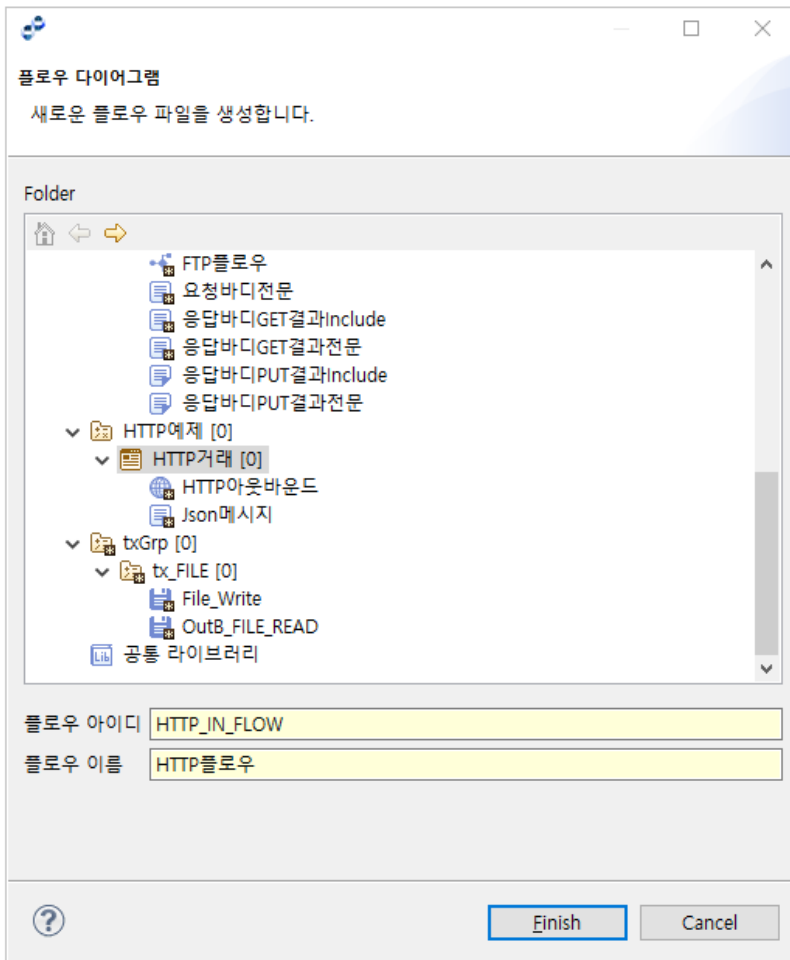 플로우 다이어그램
새로운 플로우 파일을 생성합니다.
Folder
FTP플로우
요청바디전문
응답바디GET결과Include
응답바디GET결과전문
응답바디PUT결과Include
응답바디PUT결과전문
HTTP예제 [0]
HTTP거래 [0]
HTTP아웃바운드
Json메시지
txGrp [0]
tx_FILE [0]
File_Write
OutB_FILE_READ
Lib 공통 라이브러리
플로우 아이디 HTTP_IN_FLOW
플로우 이름 HTTP플로우
? Finish Cancel